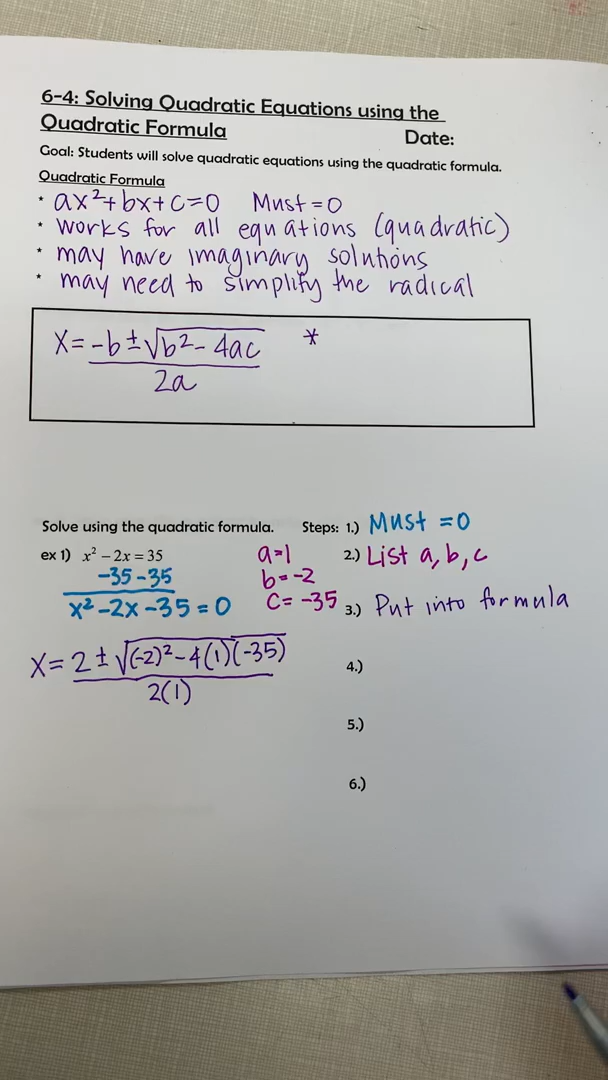 6-4: Solving Quadratic Equations using the
Quadratic Formula Date:
Goal: Students will solve quadratic equations using the quadratic formula.
Quadratic Formula
* ax²+bx+c=0 Must=0
* works for all equations (quadratic)
* may have imaginary solutions
* may need to simplify the radical
x= -b±√b²-4ac *
2a
Solve using the quadratic formula. Steps: 1.) Must =0
ex 1) x² − 2x = 35 a=1 2.) List a,b,c
-35 -35 b=-2
x²-2x-35=0 c=-35 3.) Put into formula
x= 2±√(-2)²-4(1)(-35)
2(1)
4.)
5.)
6.)